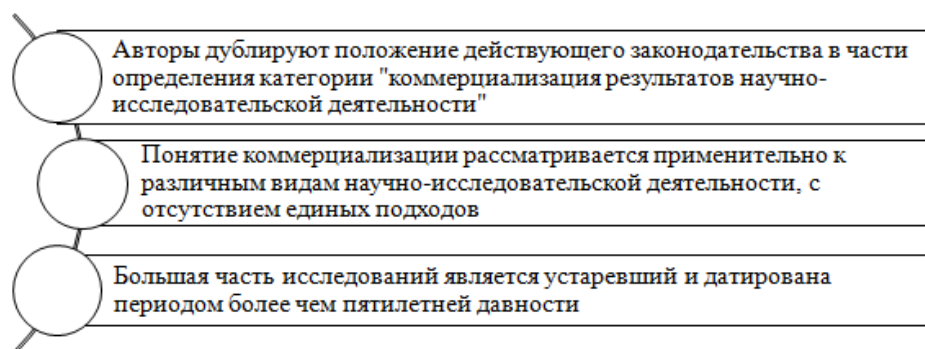 Авторы дублируют положение действующего законодательства в части
определения категории "коммерциализация результатов научно-
исследовательской деятельности"
Понятие коммерциализации рассматривается применительно к
различным видам научно-исследовательской деятельности, с
отсутствием единых подходов
Большая часть исследований является устаревший и датирована
периодом более чем пятилетней давности